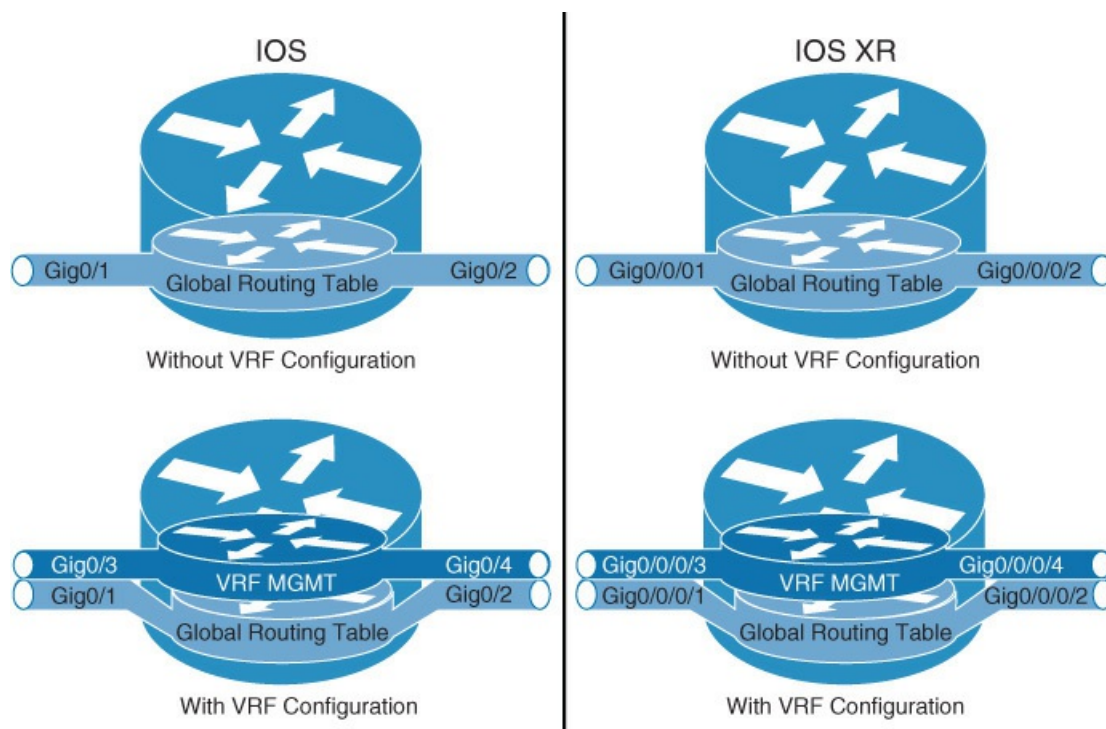 IOS
Gig0/1
Gig0/2
Global Routing Table
Without VRF Configuration
Gig0/3
Gig0/4
VRF MGMT
Gig0/1
Gig0/2
Global Routing Table
With VRF Configuration
IOS XR
Gig0/0/01
Gig0/0/0/2
Global Routing Table
Without VRF Configuration
Gig0/0/0/3
Gig0/0/0/4
VRF MGMT
Gig0/0/0/1
Gig0/0/0/2
Global Routing Table
With VRF Configuration